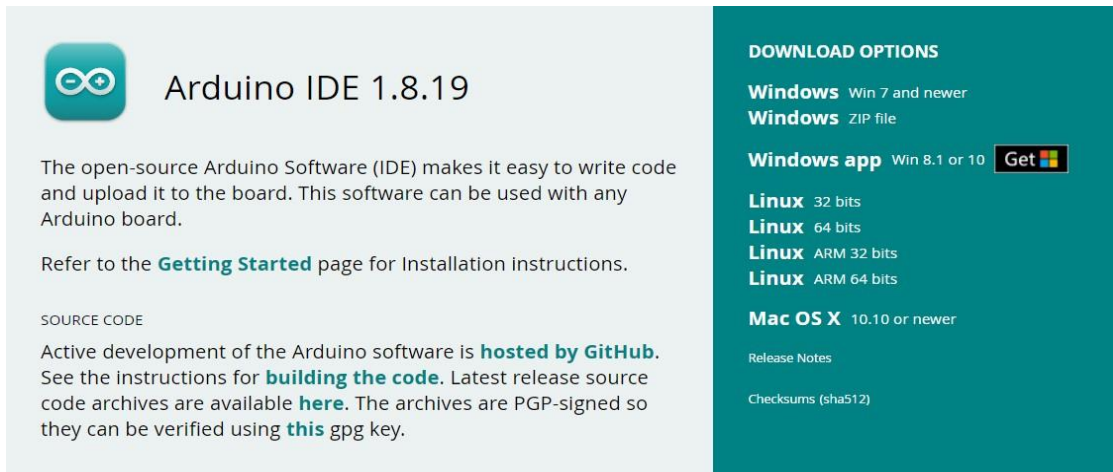 Arduino IDE 1.8.19
The open-source Arduino Software (IDE) makes it easy to write code
and upload it to the board. This software can be used with any
Arduino board.
Refer to the Getting Started page for Installation instructions.
SOURCE CODE
Active development of the Arduino software is hosted by GitHub.
See the instructions for building the code. Latest release source
code archives are available here. The archives are PGP-signed so
they can be verified using this gpg key.
DOWNLOAD OPTIONS
Windows Win 7 and newer
Windows ZIP file
Windows app Win 8.1 or 10 Get
Linux 32 bits
Linux 64 bits
Linux ARM 32 bits
Linux ARM 64 bits
Mac OS X 10.10 or newer
Release Notes
Checksums (sha512)